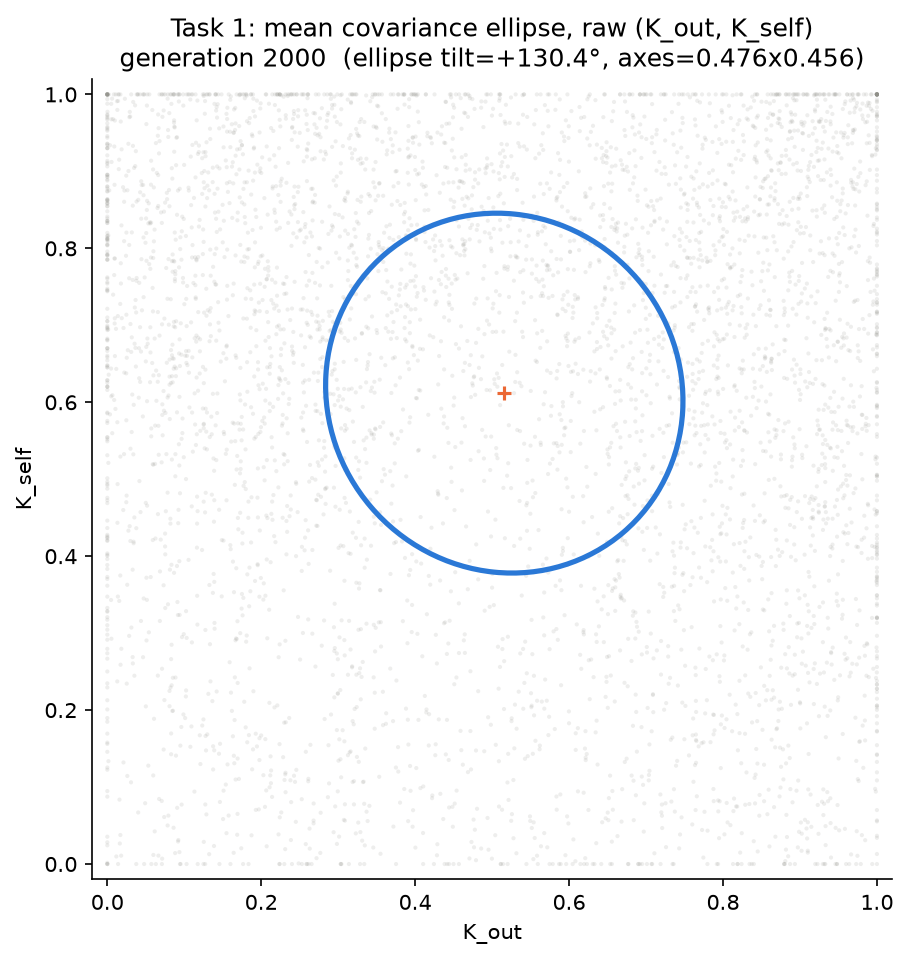 Task 1: mean covariance ellipse, raw (K_out, K_self)
generation 2000  (ellipse tilt=+130.4°, axes=0.476x0.456)
1.0
0.8
0.6
0.4
0.2
0.0
K_self
0.0 0.2 0.4 0.6 0.8 1.0
K_out